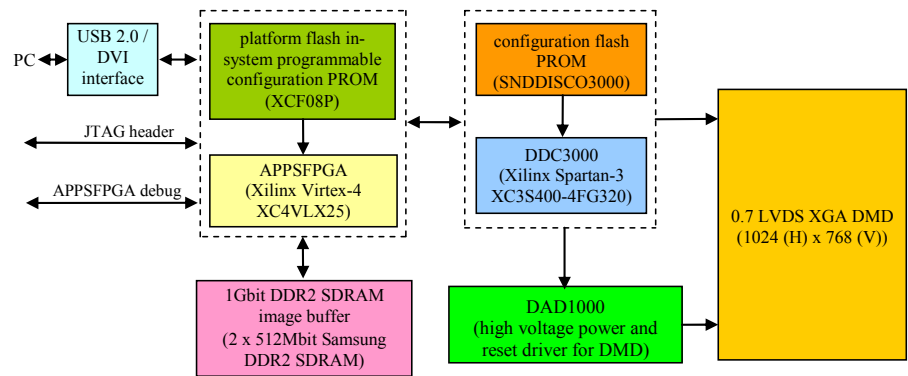 PC
USB 2.0 /
DVI
interface
platform flash in-
system programmable
configuration PROM
(XCF08P)
configuration flash
PROM
(SNDDISCO3000)
JTAG header
APPSFPGA
(Xilinx Virtex-4
XC4VLX25)
DDC3000
(Xilinx Spartan-3
XC3S400-4FG320)
APPSFPGA debug
0.7 LVDS XGA DMD
(1024 (H) x 768 (V))
1Gbit DDR2 SDRAM
image buffer
(2 x 512Mbit Samsung
DDR2 SDRAM)
DAD1000
(high voltage power and
reset driver for DMD)